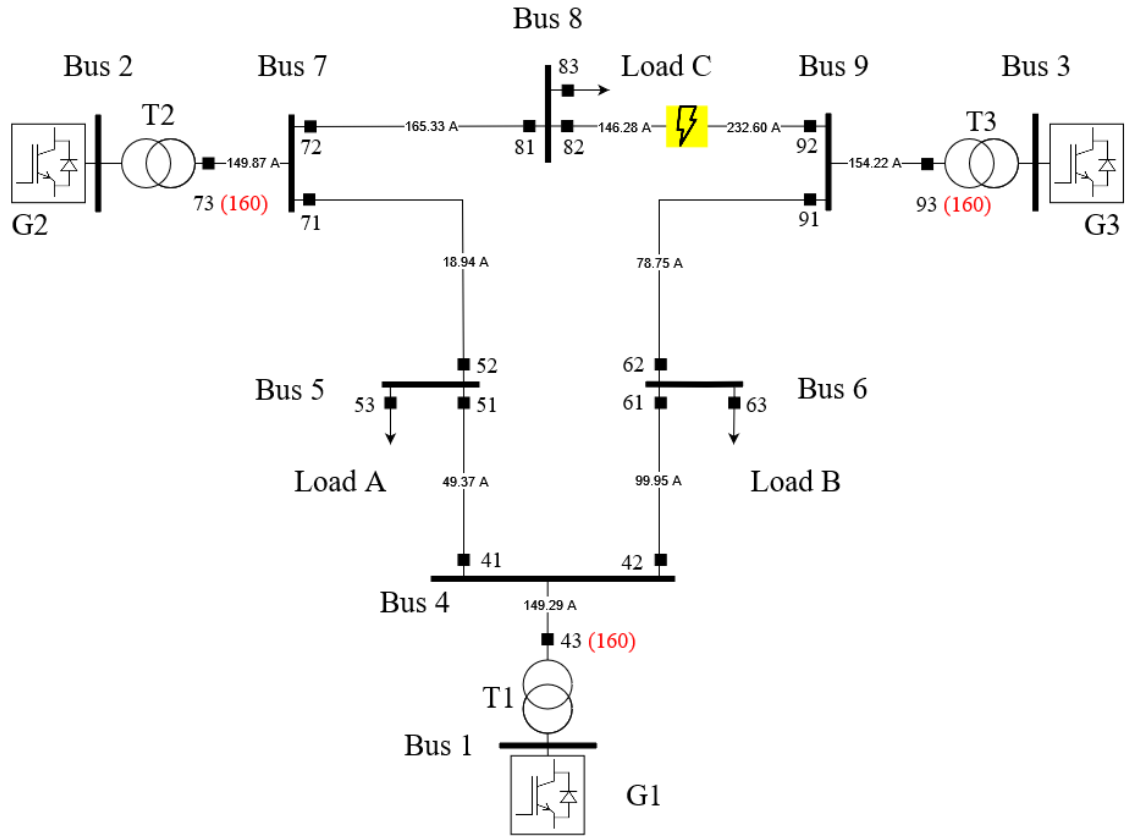 Bus 8
Bus 2
Bus 7
83
Load C
Bus 9
Bus 3
T2
T3
165.33 A
146.28 A
232.60 A
72
81
82
92
149.87 A
154.22 A
73 (160)
93 (160)
G2
71
91
G3
18.94 A
78.75 A
52
62
Bus 5
Bus 6
53
51
61
63
Load A
Load B
49.37 A
99.95 A
41
42
Bus 4
149.29 A
43 (160)
T1
Bus 1
G1